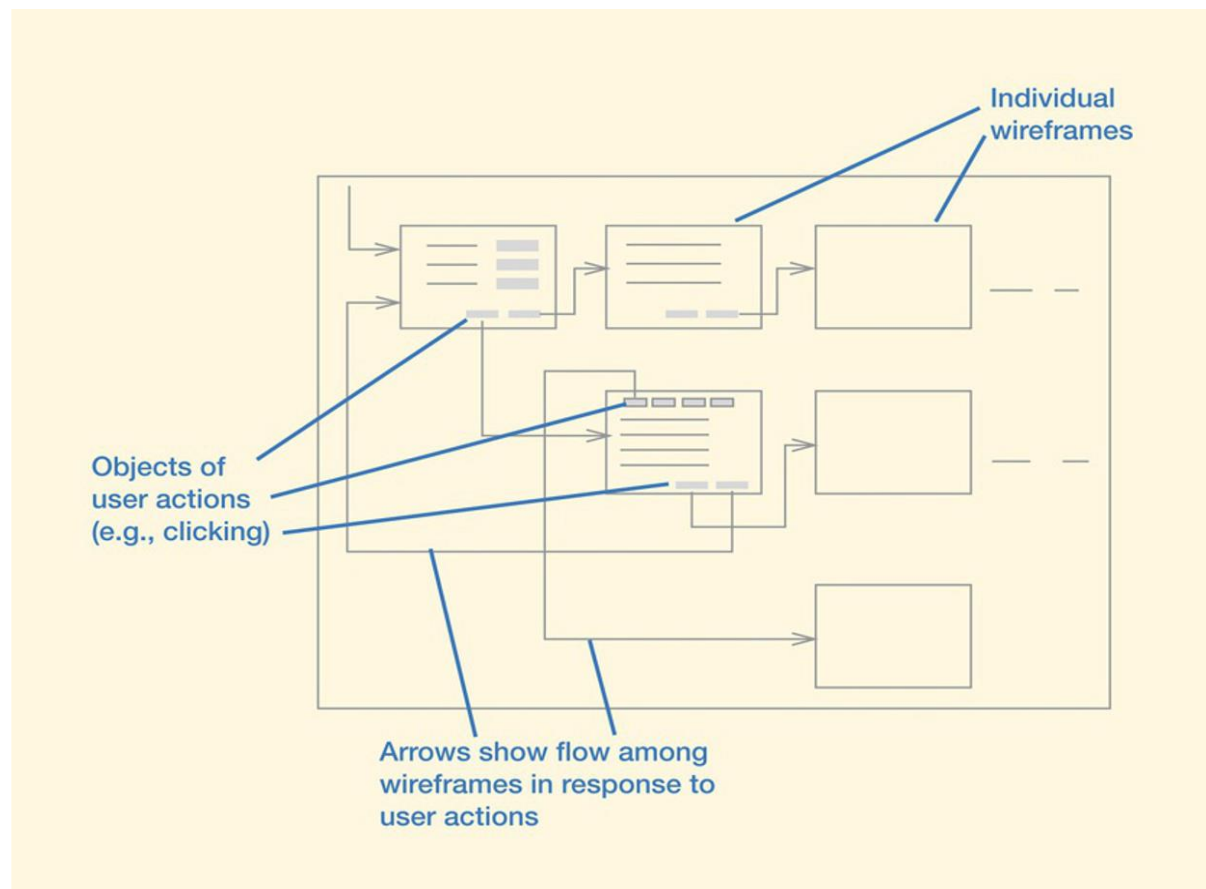 Individual
wireframes
Objects of
user actions
(e.g., clicking)
Arrows show flow among
wireframes in response to
user actions